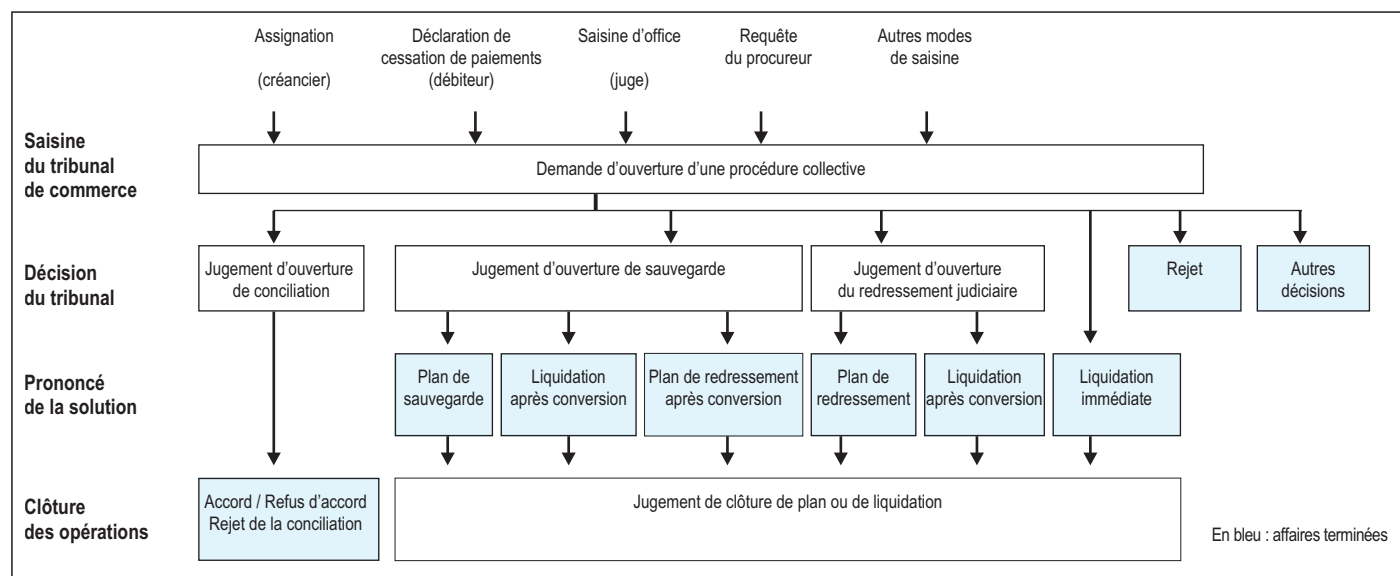 Assignation
(créancier)
Déclaration de
cessation de paiements
(débiteur)
Saisine d'office
(juge)
Requête
du procureur
Autres modes
de saisine
Saisine
du tribunal
de commerce
Demande d'ouverture d'une procédure collective
Décision
du tribunal
Jugement d'ouverture
de conciliation
Jugement d'ouverture de sauvegarde
Jugement d'ouverture
du redressement judiciaire
Rejet
Autres
décisions
Prononcé
de la solution
Plan de
sauvegarde
Liquidation
après conversion
Plan de redressement
après conversion
Plan de
redressement
Liquidation
après conversion
Liquidation
immédiate
Clôture
des opérations
Accord / Refus d'accord
Rejet de la conciliation
Jugement de clôture de plan ou de liquidation
En bleu : affaires terminées